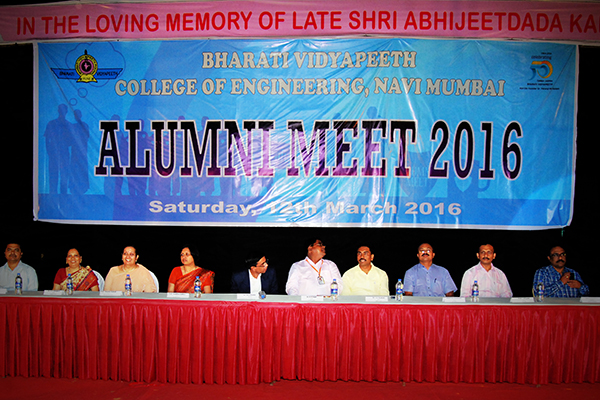 IN THE LOVING MEMORY OF LATE SHRI ABHIJEETDADA KA
BHARATI VIDYAPEETH
COLLEGE OF ENGINEERING, NAVI MUMBAI
ALUMNI MEET 2016
Saturday, 12th March 2016